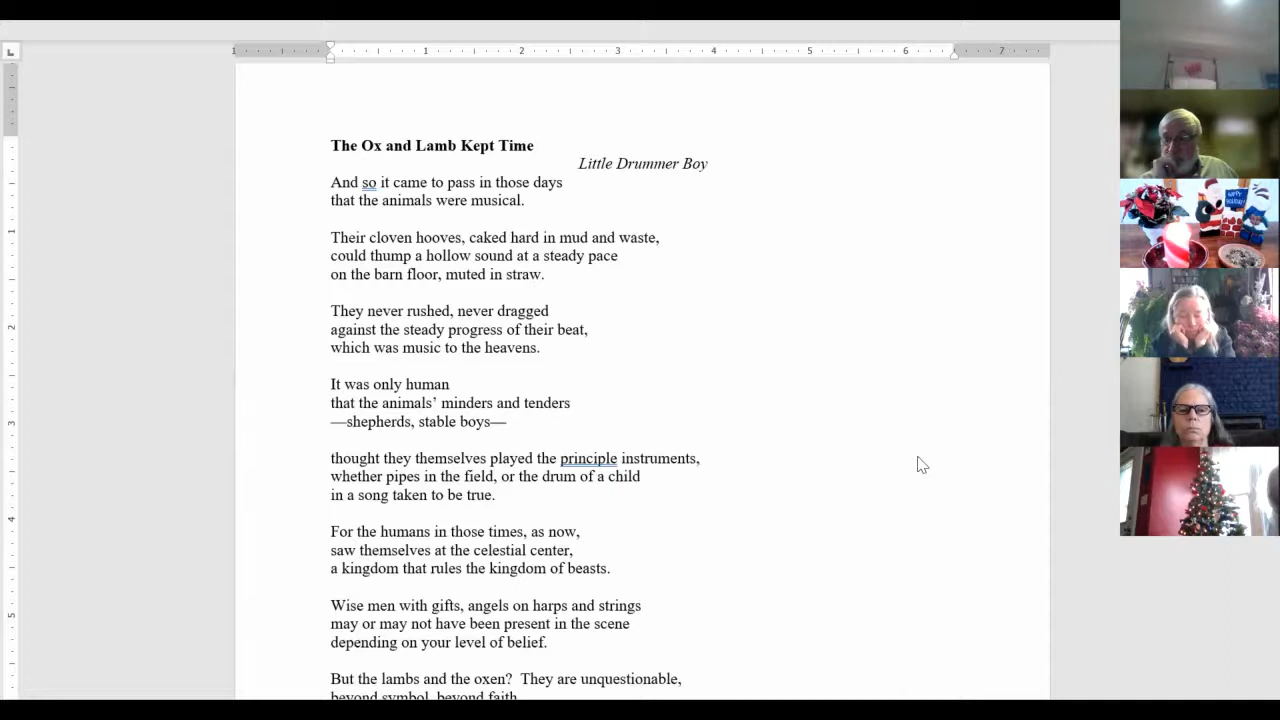 The Ox and Lamb Kept Time
Little Drummer Boy
And so it came to pass in those days
that the animals were musical.
Their cloven hooves, caked hard in mud and waste,
could thump a hollow sound at a steady pace
on the barn floor, muted in straw.
They never rushed, never dragged
against the steady progress of their beat,
which was music to the heavens.
It was only human
that the animals’ minders and tenders
—shepherds, stable boys—
thought they themselves played the principle instruments,
whether pipes in the field, or the drum of a child
in a song taken to be true.
For the humans in those times, as now,
saw themselves at the celestial center,
a kingdom that rules the kingdom of beasts.
Wise men with gifts, angels on harps and strings
may or may not have been present in the scene
depending on your level of belief.
But the lambs and the oxen?  They are unquestionable,
beyond symbol, beyond faith